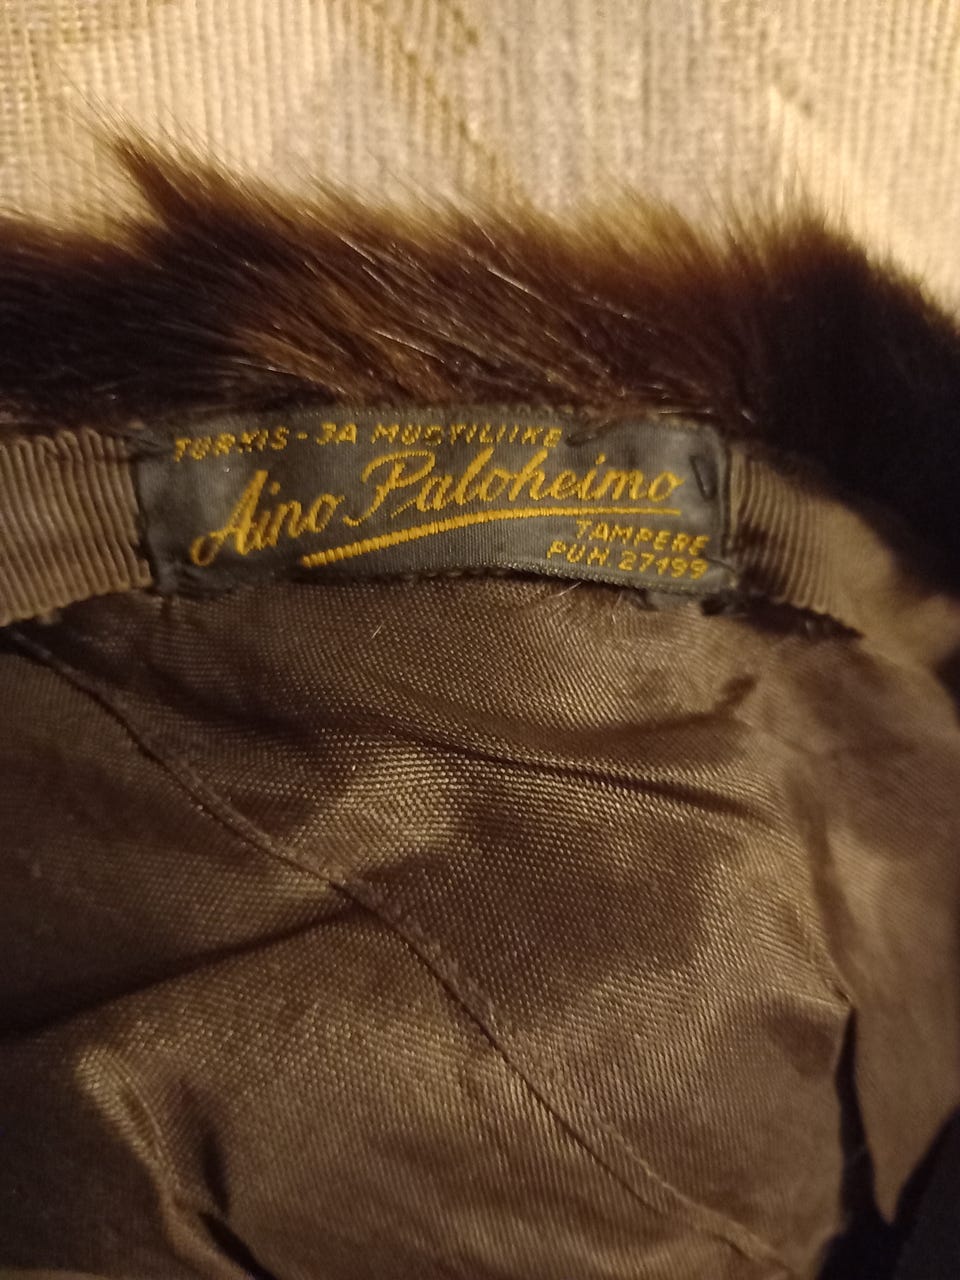 TURKIS-JA MUOTILIIKE
Aino Paloheimo
TAMPERE
PUH 27199